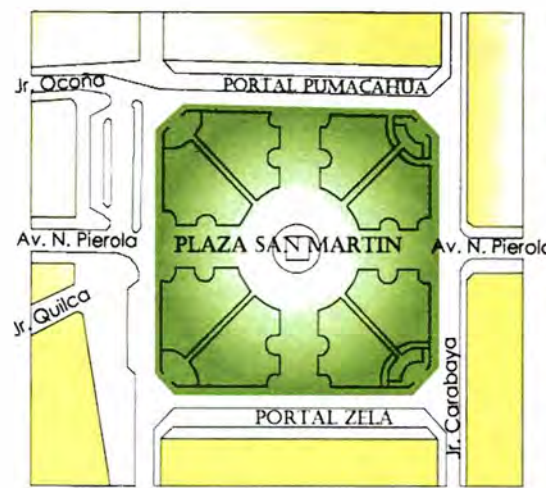 Jr. Ocoña
PORTAL PUMACAHUA
Av. N. Pierola
PLAZA SAN MARTIN
Av. N. Pierola
Jr. Quilca
Jr. Carabaya
PORTAL ZELA